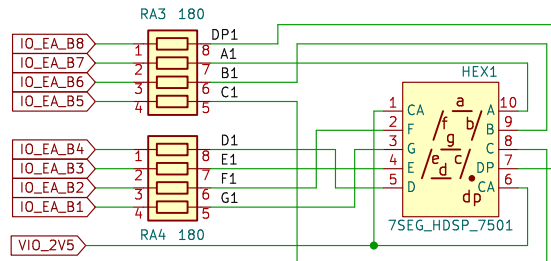 RA3 180
IO_EA_B8 1 8 DP1
IO_EA_B7 2 7 A1
IO_EA_B6 3 6 B1
IO_EA_B5 4 5 C1
HEX1
1 CA A 10
2 F B 9
3 G C 8
4 E DP 7
5 D CA 6
a
f b
g
e c
d
dp
7SEG_HDSP_7501
IO_EA_B4 1 8 D1
IO_EA_B3 2 7 E1
IO_EA_B2 3 6 F1
IO_EA_B1 4 5 G1
RA4 180
VIO_2V5